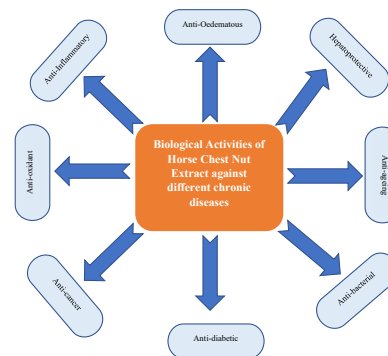 Anti-Oedematous
Anti-Inflammatory
Hepatoprotective
Biological Activities of
Horse Chest Nut
Extract against
different chronic
diseases
Anti-oxidant
Anti-ageing
Anti-cancer
Anti-bacterial
Anti-diabetic